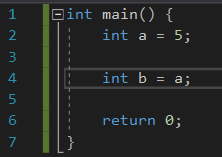 1 int main() {
2 int a = 5;
3
4 int b = a;
5
6 return 0;
7 }